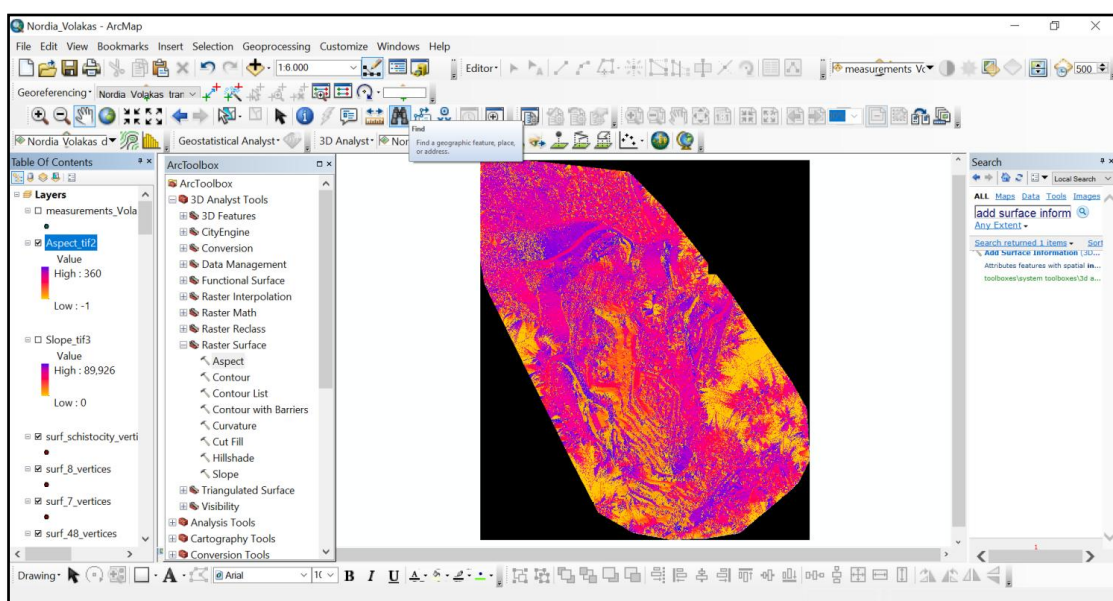 Nordia_Volakas - ArcMap
File Edit View Bookmarks Insert Selection Geoprocessing Customize Windows Help
1:6.000
Editor
measurements Vc
500
Georeferencing
Nordia Volakas tran
Nordia Volakas d
Geostatistical Analyst
3D Analyst
Nor
Find
Find a geographic feature, place,
or address.
Table Of Contents
Layers
measurements_Vola
Aspect_tif2
Value
High : 360
Low : -1
Slope_tif3
Value
High : 89,926
Low : 0
surf_schistocity_verti
surf_8_vertices
surf_7_vertices
surf_48_vertices
ArcToolbox
ArcToolbox
3D Analyst Tools
3D Features
CityEngine
Conversion
Data Management
Functional Surface
Raster Interpolation
Raster Math
Raster Reclass
Raster Surface
Aspect
Contour
Contour List
Contour with Barriers
Curvature
Cut Fill
Hillshade
Slope
Triangulated Surface
Visibility
Analysis Tools
Cartography Tools
Conversion Tools
Search
Local Search
ALL Maps Data Tools Images
add surface inform
Any Extent
Search returned 1 items Sort
Add Surface Information (3D...
Attributes features with spatial in...
toolboxes\system toolboxes\3d a...
1
Drawing
A
Arial
10
B I U A